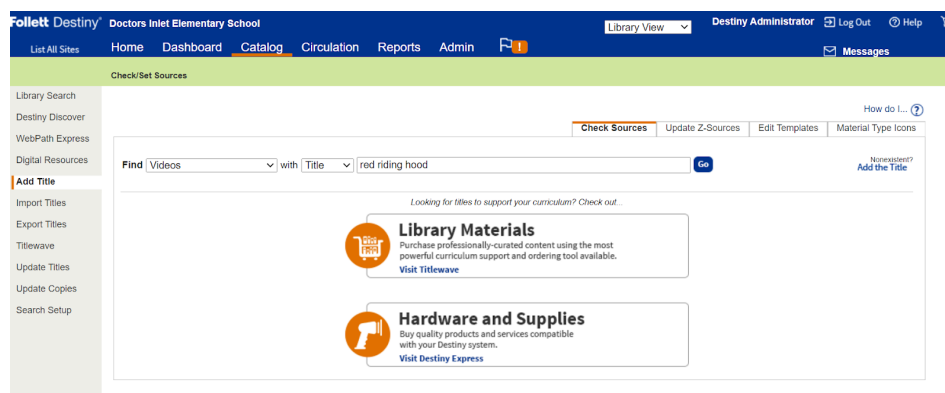 Follett Destiny® Doctors Inlet Elementary School Library View Destiny Administrator Log Out Help
List All Sites Home Dashboard Catalog Circulation Reports Admin ! Messages
Check/Set Sources
Library Search
Destiny Discover
WebPath Express
Digital Resources
Add Title
Import Titles
Export Titles
Titlewave
Update Titles
Update Copies
Search Setup
How do I... ?
Check Sources Update Z-Sources Edit Templates Material Type Icons
Find Videos with Title red riding hood Go
Nonexistent?
Add the Title
Looking for titles to support your curriculum? Check out...
Library Materials
Purchase professionally-curated content using the most
powerful curriculum support and ordering tool available.
Visit Titlewave
Hardware and Supplies
Buy quality products and services compatible
with your Destiny system.
Visit Destiny Express